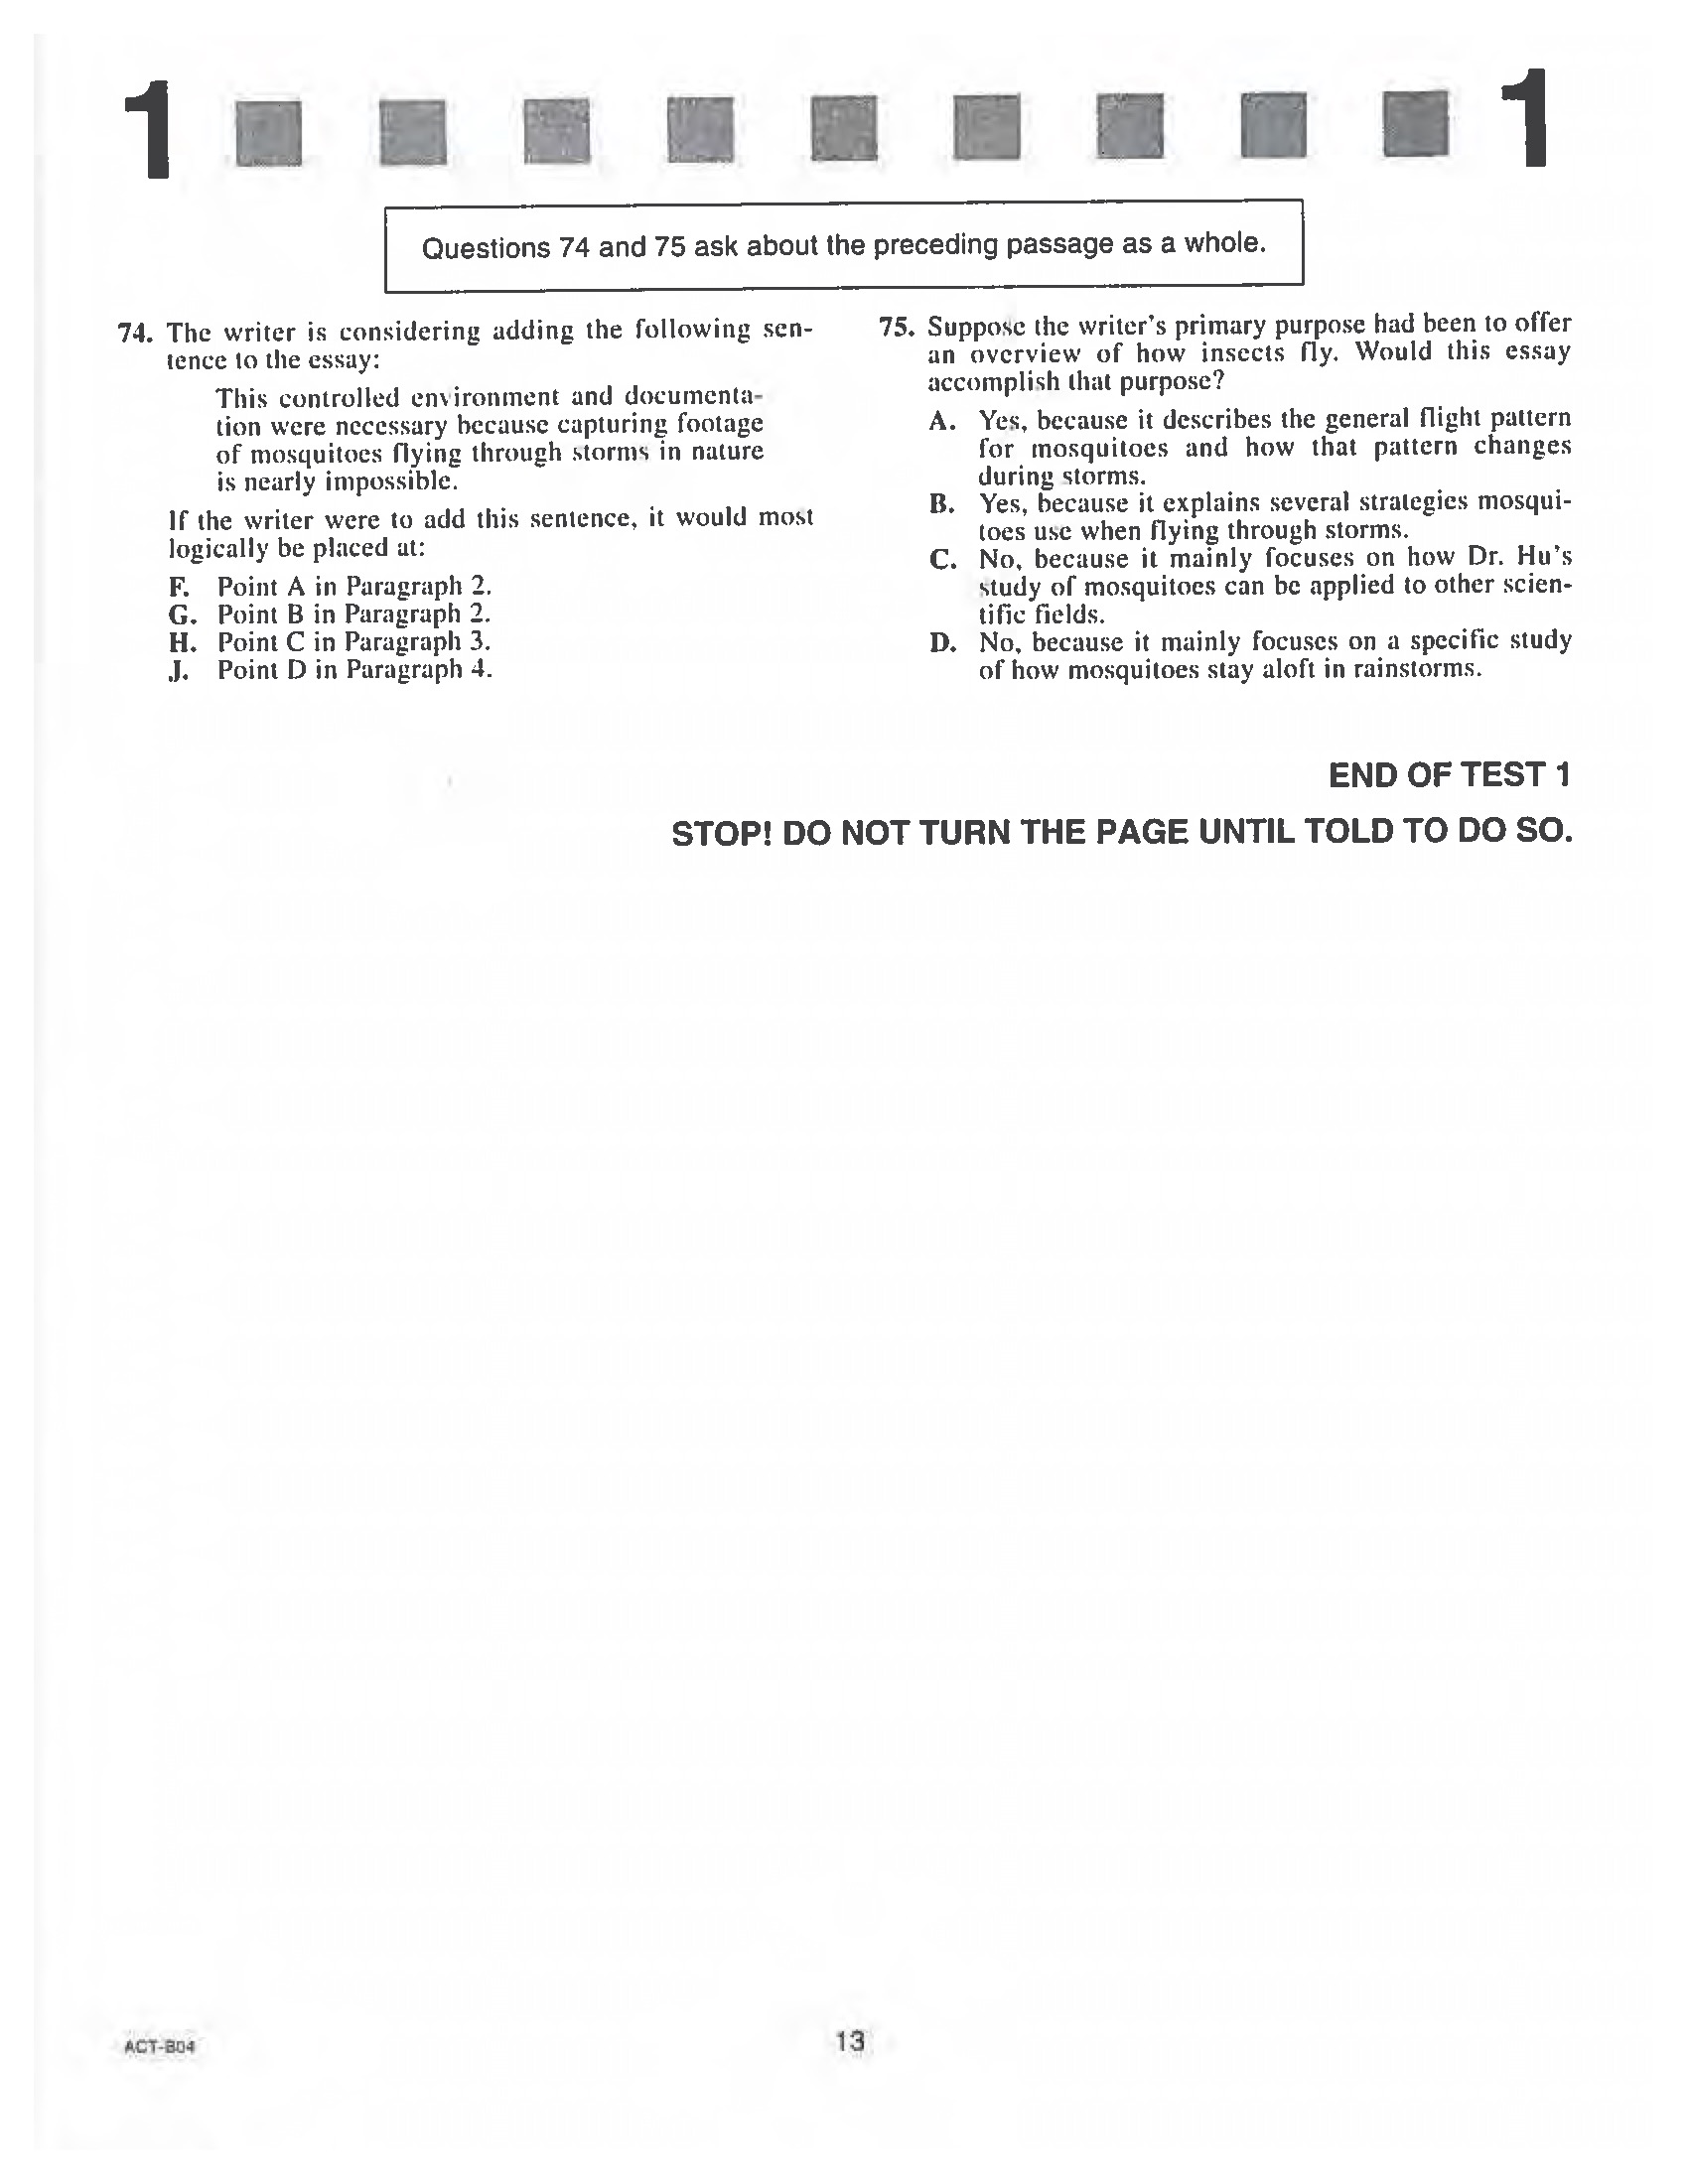 1 1
Questions 74 and 75 ask about the preceding passage as a whole.
74. The writer is considering adding the following sen-
tence to the essay:
This controlled environment and documenta-
tion were necessary because capturing footage
of mosquitoes flying through storms in nature
is nearly impossible.
If the writer were to add this sentence, it would most
logically be placed at:
F. Point A in Paragraph 2.
G. Point B in Paragraph 2.
H. Point C in Paragraph 3.
J. Point D in Paragraph 4.
75. Suppose the writer's primary purpose had been to offer
an overview of how insects fly. Would this essay
accomplish that purpose?
A. Yes, because it describes the general flight pattern
for mosquitoes and how that pattern changes
during storms.
B. Yes, because it explains several strategies mosqui-
toes use when flying through storms.
C. No, because it mainly focuses on how Dr. Hu's
study of mosquitoes can be applied to other scien-
tific fields.
D. No, because it mainly focuses on a specific study
of how mosquitoes stay aloft in rainstorms.
END OF TEST 1
STOP! DO NOT TURN THE PAGE UNTIL TOLD TO DO SO.
ACT-B04
13